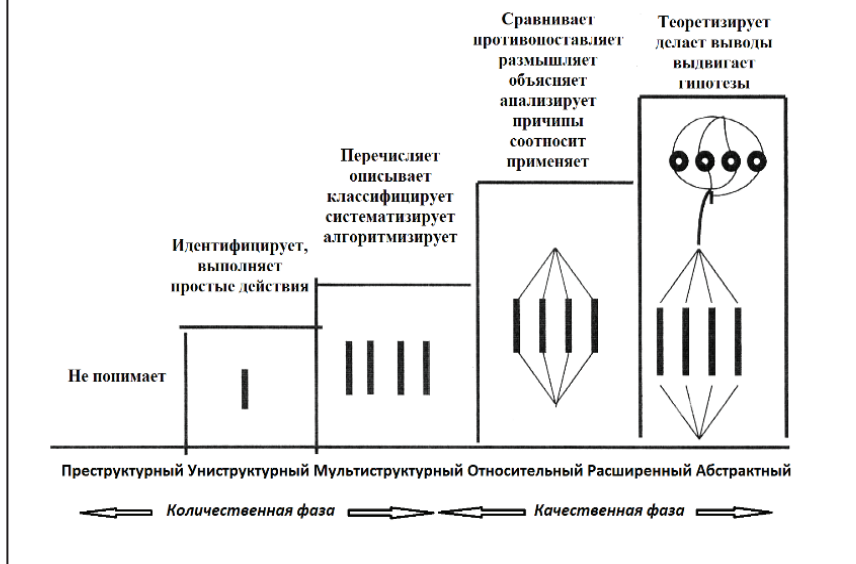 Сравнивает
противопоставляет
размышляет
объясняет
анализирует
причины
соотносит
применяет
Теоретизирует
делает выводы
выдвигает
гипотезы
Перечисляет
описывает
классифицирует
систематизирует
алгоритмизирует
Идентифицирует,
выполняет
простые действия
Не понимает
Преструктурный Униструктурный Мультиструктурный Относительный Расширенный Абстрактный
Количественная фаза
Качественная фаза